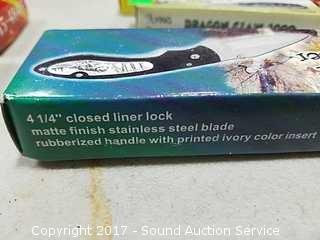 DRAGON CLAW
4 1/4" closed liner lock
matte finish stainless steel blade
rubberized handle with printed ivory color insert
Copyright 2017 - Sound Auction Service